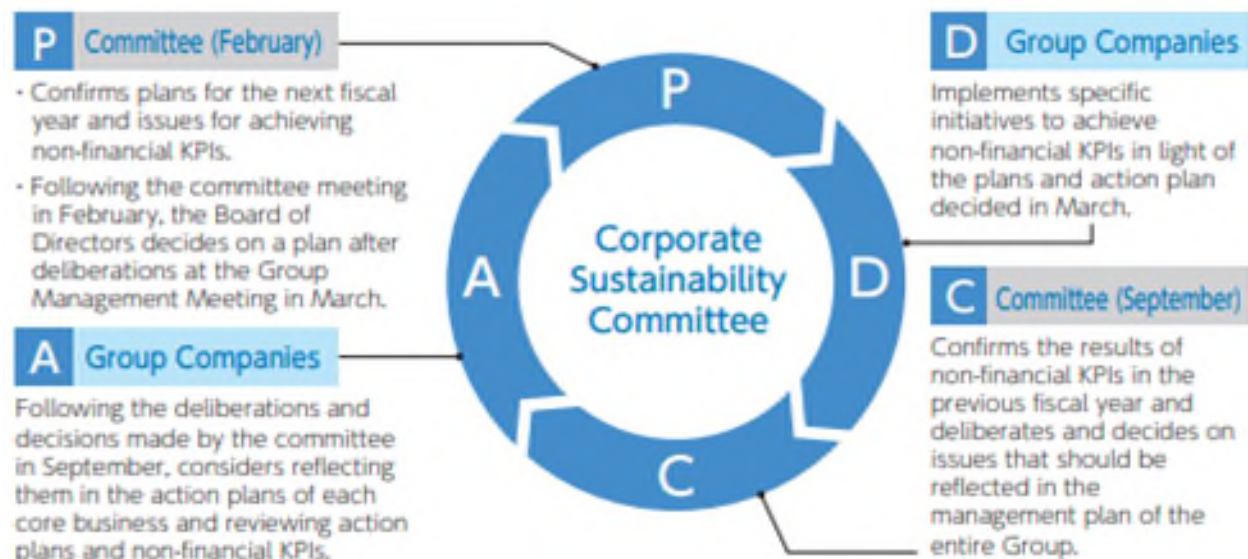 P Committee (February)
・Confirms plans for the next fiscal
year and issues for achieving
non-financial KPIs.
・Following the committee meeting
in February, the Board of
Directors decides on a plan after
deliberations at the Group
Management Meeting in March.
A Group Companies
Following the deliberations and
decisions made by the committee
in September, considers reflecting
them in the action plans of each
core business and reviewing action
plans and non-financial KPIs.
P
D
C
A
Corporate
Sustainability
Committee
D Group Companies
Implements specific
initiatives to achieve
non-financial KPIs in light of
the plans and action plan
decided in March.
C Committee (September)
Confirms the results of
non-financial KPIs in the
previous fiscal year and
deliberates and decides on
issues that should be
reflected in the
management plan of the
entire Group.